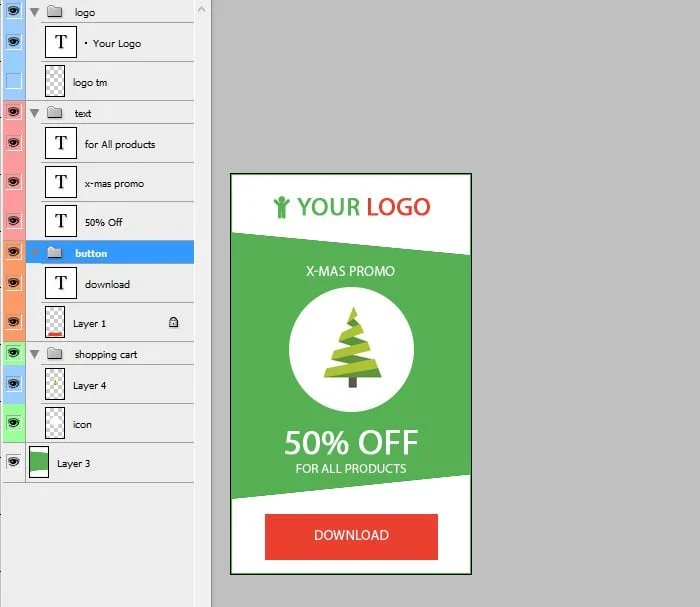 logo
T
· Your Logo
logo tm
text
T
for All products
T
x-mas promo
T
50% Off
button
T
download
Layer 1
shopping cart
Layer 4
icon
Layer 3
YOUR LOGO
X-MAS PROMO
50% OFF
FOR ALL PRODUCTS
DOWNLOAD